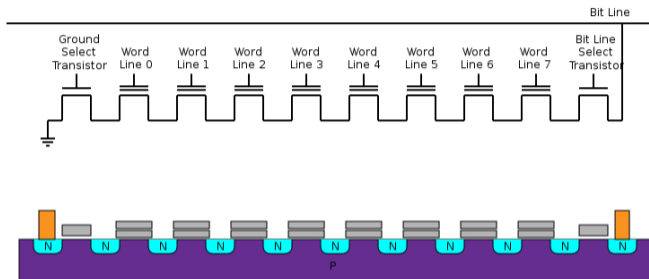 Bit Line
Ground
Select
Transistor
Word
Line 0
Word
Line 1
Word
Line 2
Word
Line 3
Word
Line 4
Word
Line 5
Word
Line 6
Word
Line 7
Bit Line
Select
Transistor
N
N
N
N
N
N
N
N
N
N
N
P